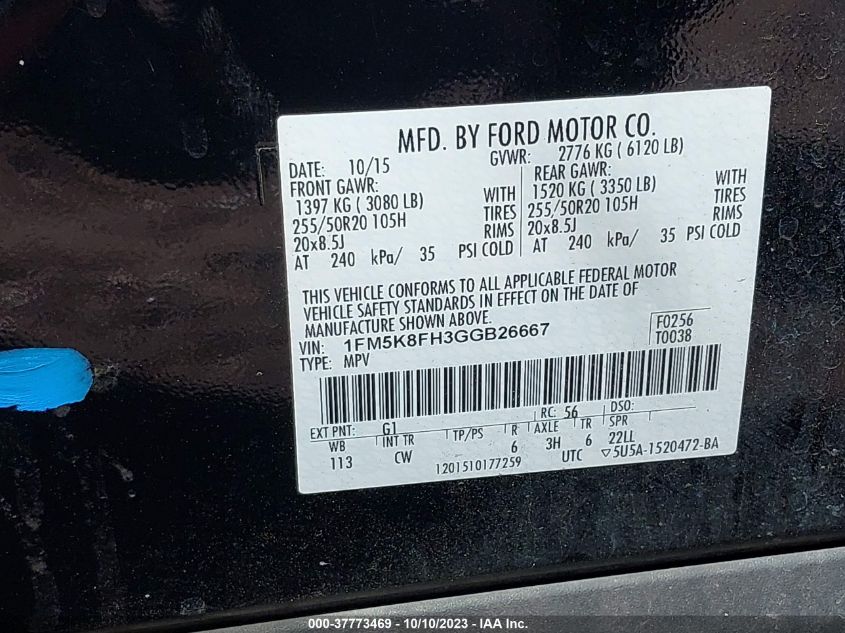 MFD. BY FORD MOTOR CO.
DATE: 10/15 GVWR: 2776 KG ( 6120 LB)
FRONT GAWR: REAR GAWR:
1397 KG ( 3080 LB) WITH 1520 KG ( 3350 LB) WITH
255/50R20 105H TIRES 255/50R20 105H TIRES
20x8.5J RIMS 20x8.5J RIMS
AT 240 kPa/ 35 PSI COLD AT 240 kPa/ 35 PSI COLD
THIS VEHICLE CONFORMS TO ALL APPLICABLE FEDERAL MOTOR
VEHICLE SAFETY STANDARDS IN EFFECT ON THE DATE OF
MANUFACTURE SHOWN ABOVE.
VIN: 1FM5K8FH3GGB26667 F0256
TYPE: MPV T0038
EXT PNT: G1 RC: 56 DSO:
WB INT TR TP/PS R AXLE TR SPR
113 CW 6 3H 6 22LL
1201510177259 UTC ▽5U5A-1520472-BA
000-37773469 - 10/10/2023 - IAA Inc.